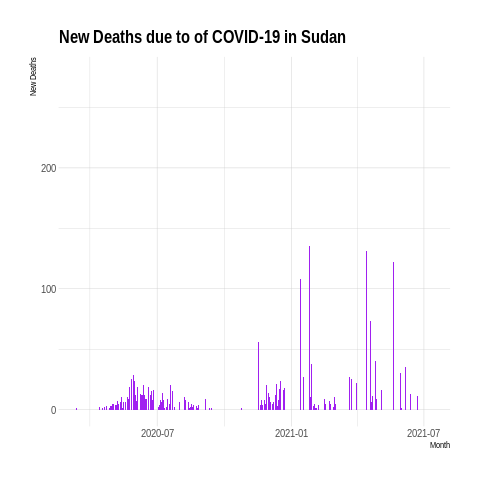 New Deaths due to of COVID-19 in Sudan
New Deaths
200
100
0
2020-07
2021-01
2021-07
Month